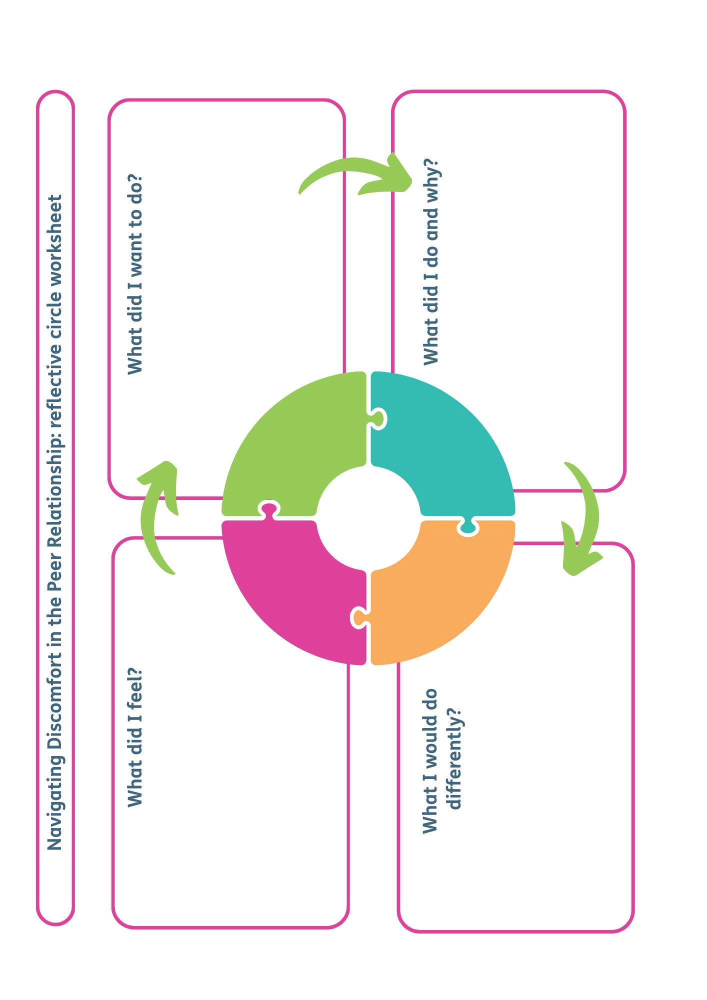 Navigating Discomfort in the Peer Relationship: reflective circle worksheet
What did I feel?
What did I want to do?
What did I do and why?
What I would do
differently?